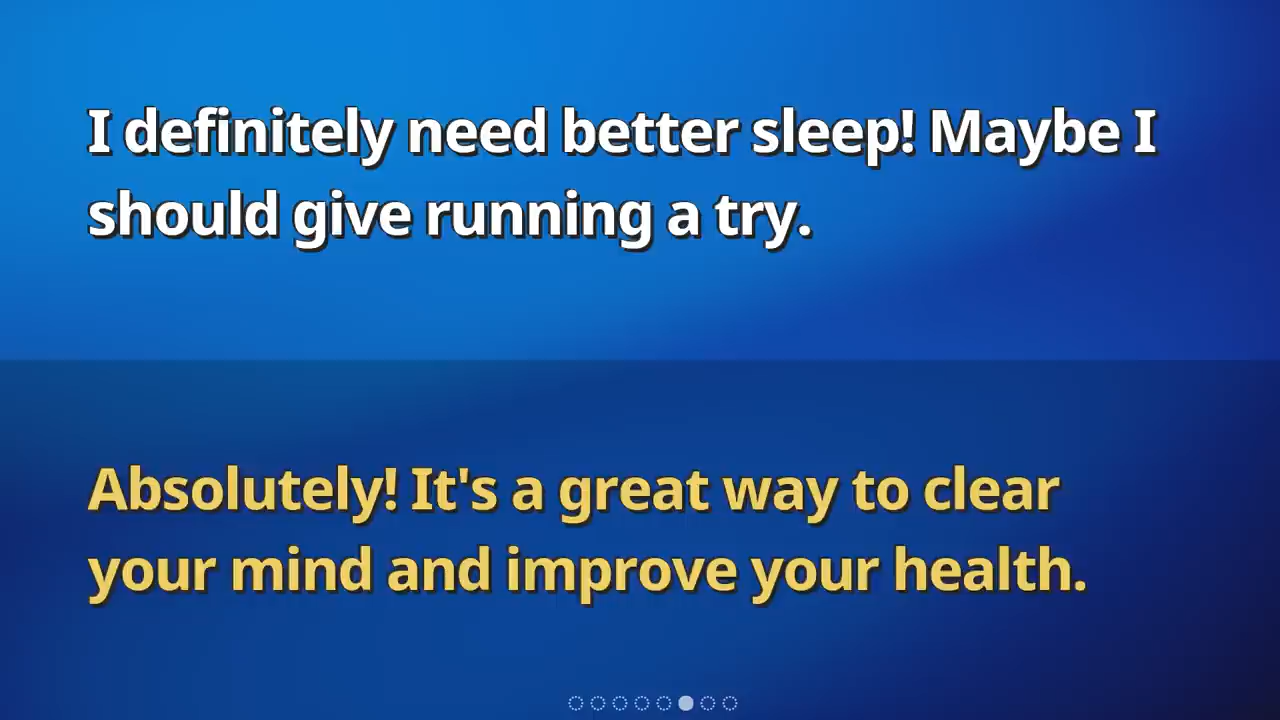 I definitely need better sleep! Maybe I
should give running a try.
Absolutely! It's a great way to clear
your mind and improve your health.